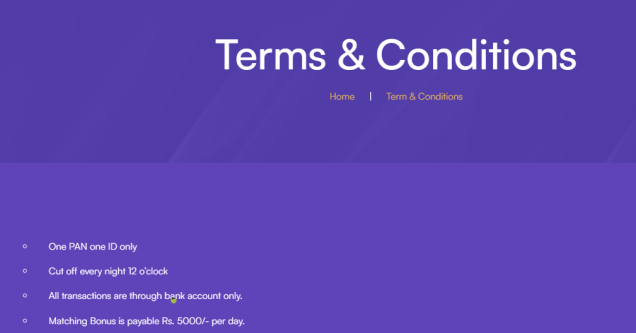 Terms & Conditions
Home | Term & Conditions
One PAN one ID only
Cut off every night 12 o'clock
All transactions are through bank account only.
Matching Bonus is payable Rs. 5000/- per day.